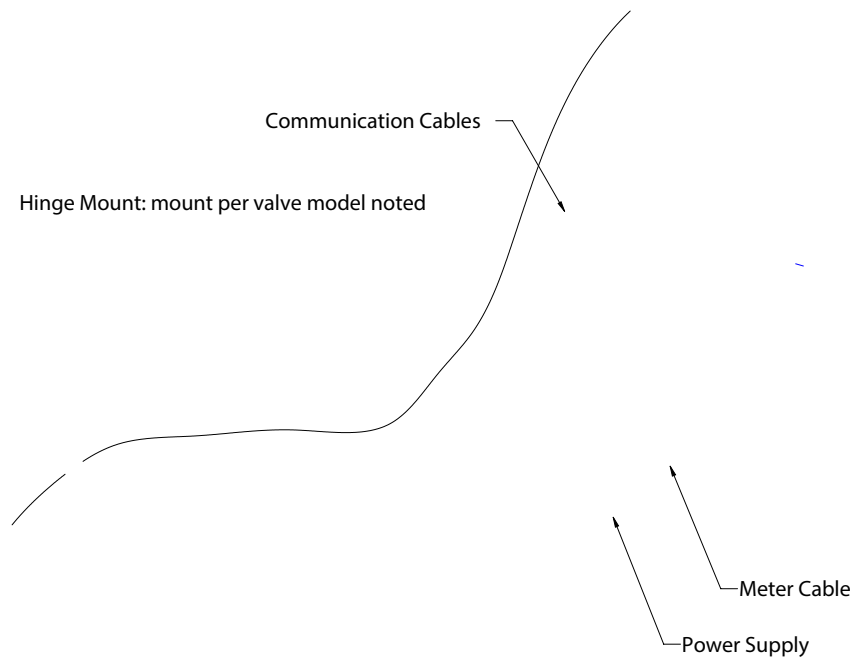 Communication Cables
Hinge Mount: mount per valve model noted
Meter Cable
Power Supply